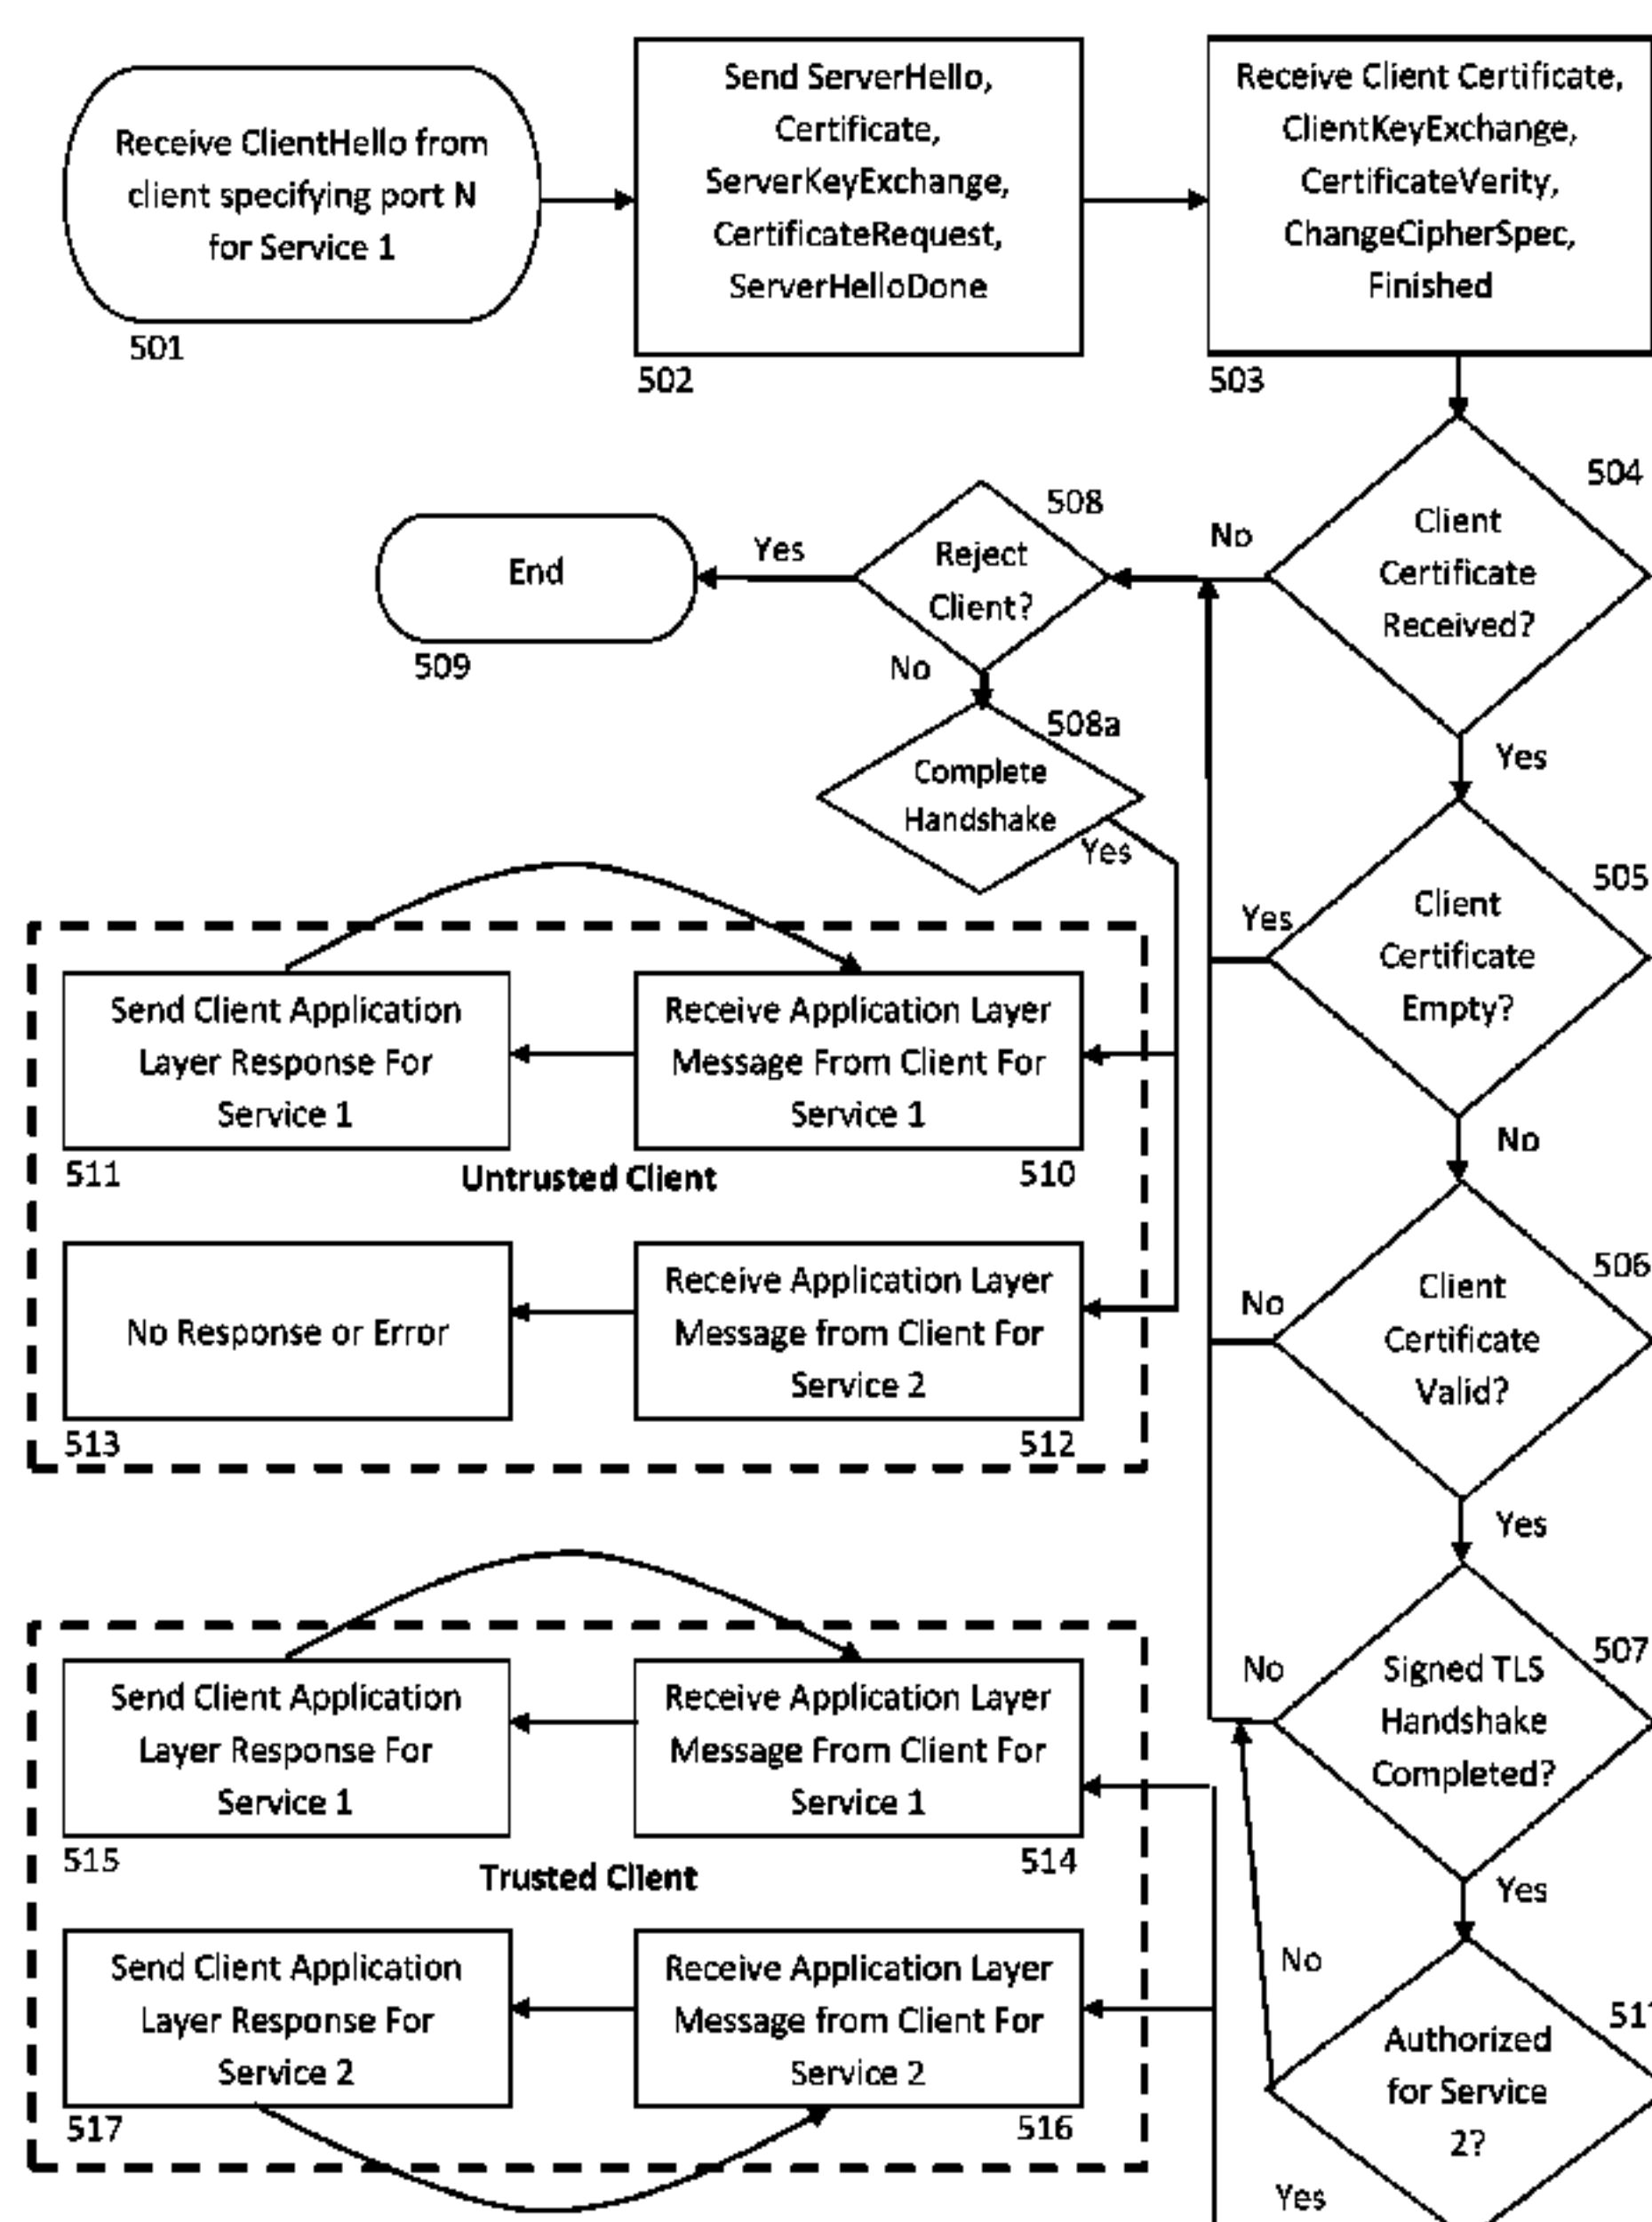 Receive ClientHello from
client specifying port N
for Service 1
501
Send ServerHello,
Certificate,
ServerKeyExchange,
CertificateRequest,
ServerHelloDone
502
Receive Client Certificate,
ClientKeyExchange,
CertificateVerity,
ChangeCipherSpec,
Finished
503
504
Client
Certificate
Received?
No
Yes
508
Reject
Client?
Yes
No
End
509
508a
Complete
Handshake
Yes
505
Client
Certificate
Empty?
Yes
No
Send Client Application
Layer Response For
Service 1
511
Receive Application Layer
Message From Client For
Service 1
510
Untrusted Client
No Response or Error
513
Receive Application Layer
Message from Client For
Service 2
512
506
Client
Certificate
Valid?
No
Yes
507
Signed TLS
Handshake
Completed?
No
Yes
Send Client Application
Layer Response For
Service 1
515
Receive Application Layer
Message From Client For
Service 1
514
Trusted Client
Send Client Application
Layer Response For
Service 2
517
Receive Application Layer
Message from Client For
Service 2
516
Authorized
for Service
2?
No
Yes